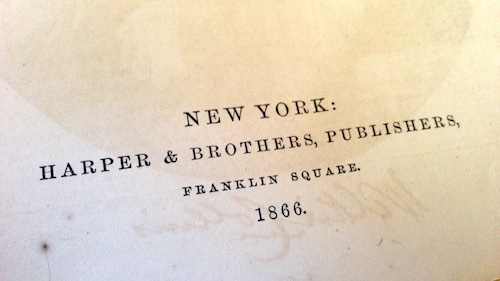 NEW YORK:
HARPER & BROTHERS, PUBLISHERS,
FRANKLIN SQUARE.
1866.